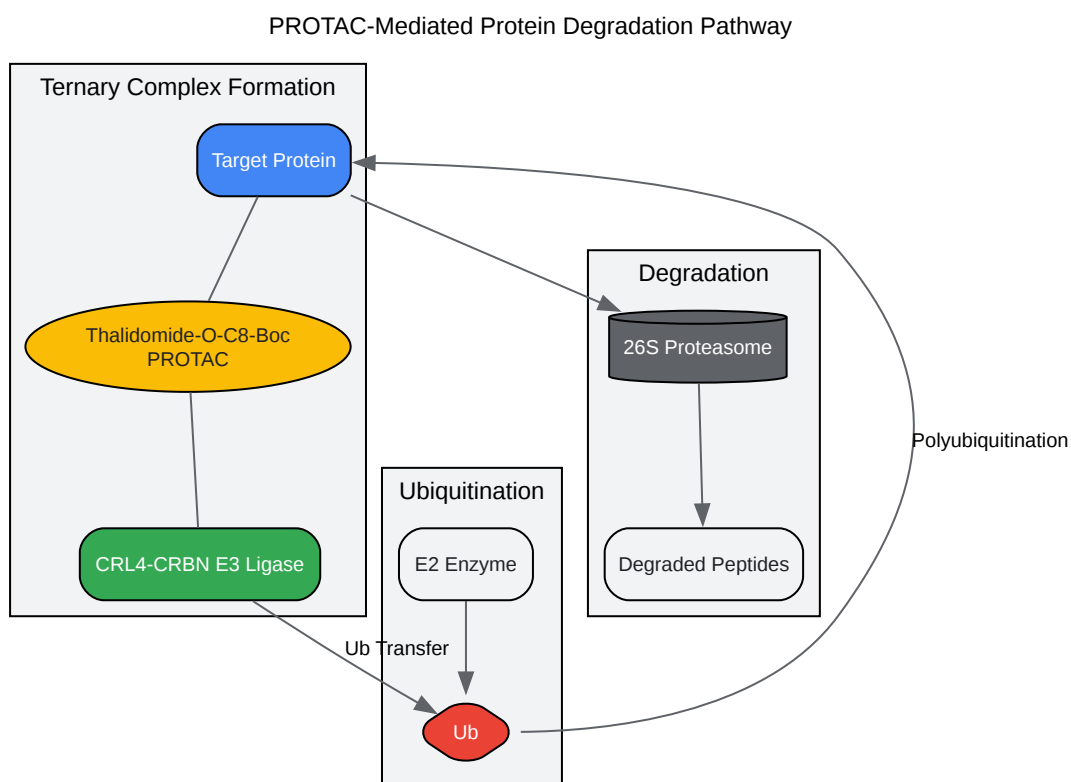 PROTAC-Mediated Protein Degradation Pathway
Ternary Complex Formation
Target Protein
Thalidomide-O-C8-Boc
PROTAC
CRL4-CRBN E3 Ligase
Ub Transfer
Ubiquitination
E2 Enzyme
Ub
Degradation
26S Proteasome
Degraded Peptides
Polyubiquitination